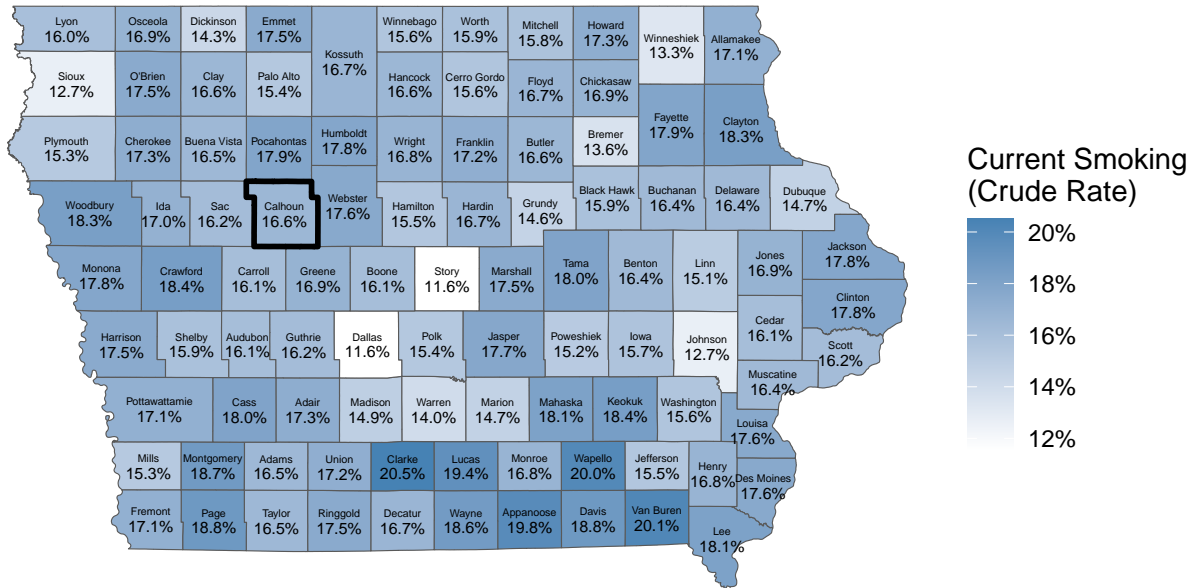 Lyon Osceola Dickinson Emmet Winnebago Worth Mitchell Howard Winneshiek Allamakee
16.0% 16.9% 14.3% 17.5% 15.6% 15.9% 15.8% 17.3% 13.3% 17.1%
Kossuth
16.7%
Sioux O'Brien Clay Palo Alto Hancock Cerro Gordo Floyd Chickasaw
12.7% 17.5% 16.6% 15.4% 16.6% 15.6% 16.7% 16.9%
Fayette Clayton
17.9% 18.3%
Plymouth Cherokee Buena Vista Pocahontas Humboldt Wright Franklin Butler Bremer
15.3% 17.3% 16.5% 17.9% 17.8% 16.8% 17.2% 16.6% 13.6%
Current Smoking
(Crude Rate)
Woodbury Ida Sac Calhoun Webster Hamilton Hardin Grundy Black Hawk Buchanan Delaware Dubuque
18.3% 17.0% 16.2% 16.6% 17.6% 15.5% 16.7% 14.6% 15.9% 16.4% 16.4% 14.7%
20%
Monona Crawford Carroll Greene Boone Story Marshall Tama Benton Linn Jones Jackson
17.8% 18.4% 16.1% 16.9% 16.1% 11.6% 17.5% 18.0% 16.4% 15.1% 16.9% 17.8%
18%
Clinton
17.8%
16%
Harrison Shelby Audubon Guthrie Dallas Polk Jasper Poweshiek Iowa Johnson Cedar Scott
17.5% 15.9% 16.1% 16.2% 11.6% 15.4% 17.7% 15.2% 15.7% 12.7% 16.1% 16.2%
14%
Muscatine
16.4%
12%
Pottawattamie Cass Adair Madison Warren Marion Mahaska Keokuk Washington Louisa
17.1% 18.0% 17.3% 14.9% 14.0% 14.7% 18.1% 18.4% 15.6% 17.6%
Mills Montgomery Adams Union Clarke Lucas Monroe Wapello Jefferson Henry Des Moines
15.3% 18.7% 16.5% 17.2% 20.5% 19.4% 16.8% 20.0% 15.5% 16.8% 17.6%
Fremont Page Taylor Ringgold Decatur Wayne Appanoose Davis Van Buren Lee
17.1% 18.8% 16.5% 17.5% 16.7% 18.6% 19.8% 18.8% 20.1% 18.1%